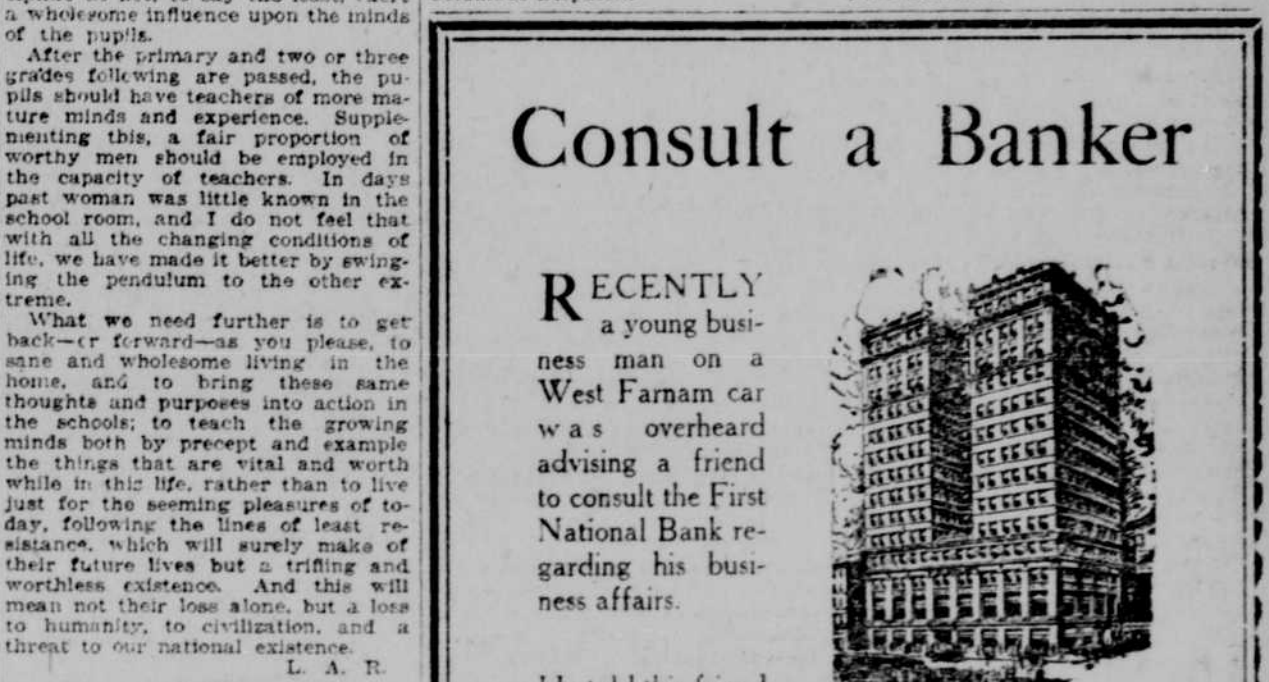 a wholesome influence upon the minds
of the pupils.
After the primary and two or three
grades following are passed, the pu-
pils should have teachers of more ma-
ture minds and experience. Supple-
menting this, a fair proportion of
worthy men should be employed in
the capacity of teachers. In days
past woman was little known in the
school room, and I do not feel that
with all the changing conditions of
life, we have made it better by swing-
ing the pendulum to the other ex-
treme.
What we need further is to get
back—or forward—as you please, to
sane and wholesome living in the
home, and to bring these same
thoughts and purposes into action in
the schools; to teach the growing
minds both by precept and example
the things that are vital and worth
while in this life, rather than to live
just for the seeming pleasures of to-
day, following the lines of least re-
sistance, which will surely make of
their future lives but a trifling and
worthless existence. And this will
mean not their loss alone, but a loss
to humanity, to civilization, and a
threat to our national existence.
L. A. R.
Consult a Banker
RECENTLY
a young busi-
ness man on a
West Farnam car
was overheard
advising a friend
to consult the First
National Bank re-
garding his busi-
ness affairs.